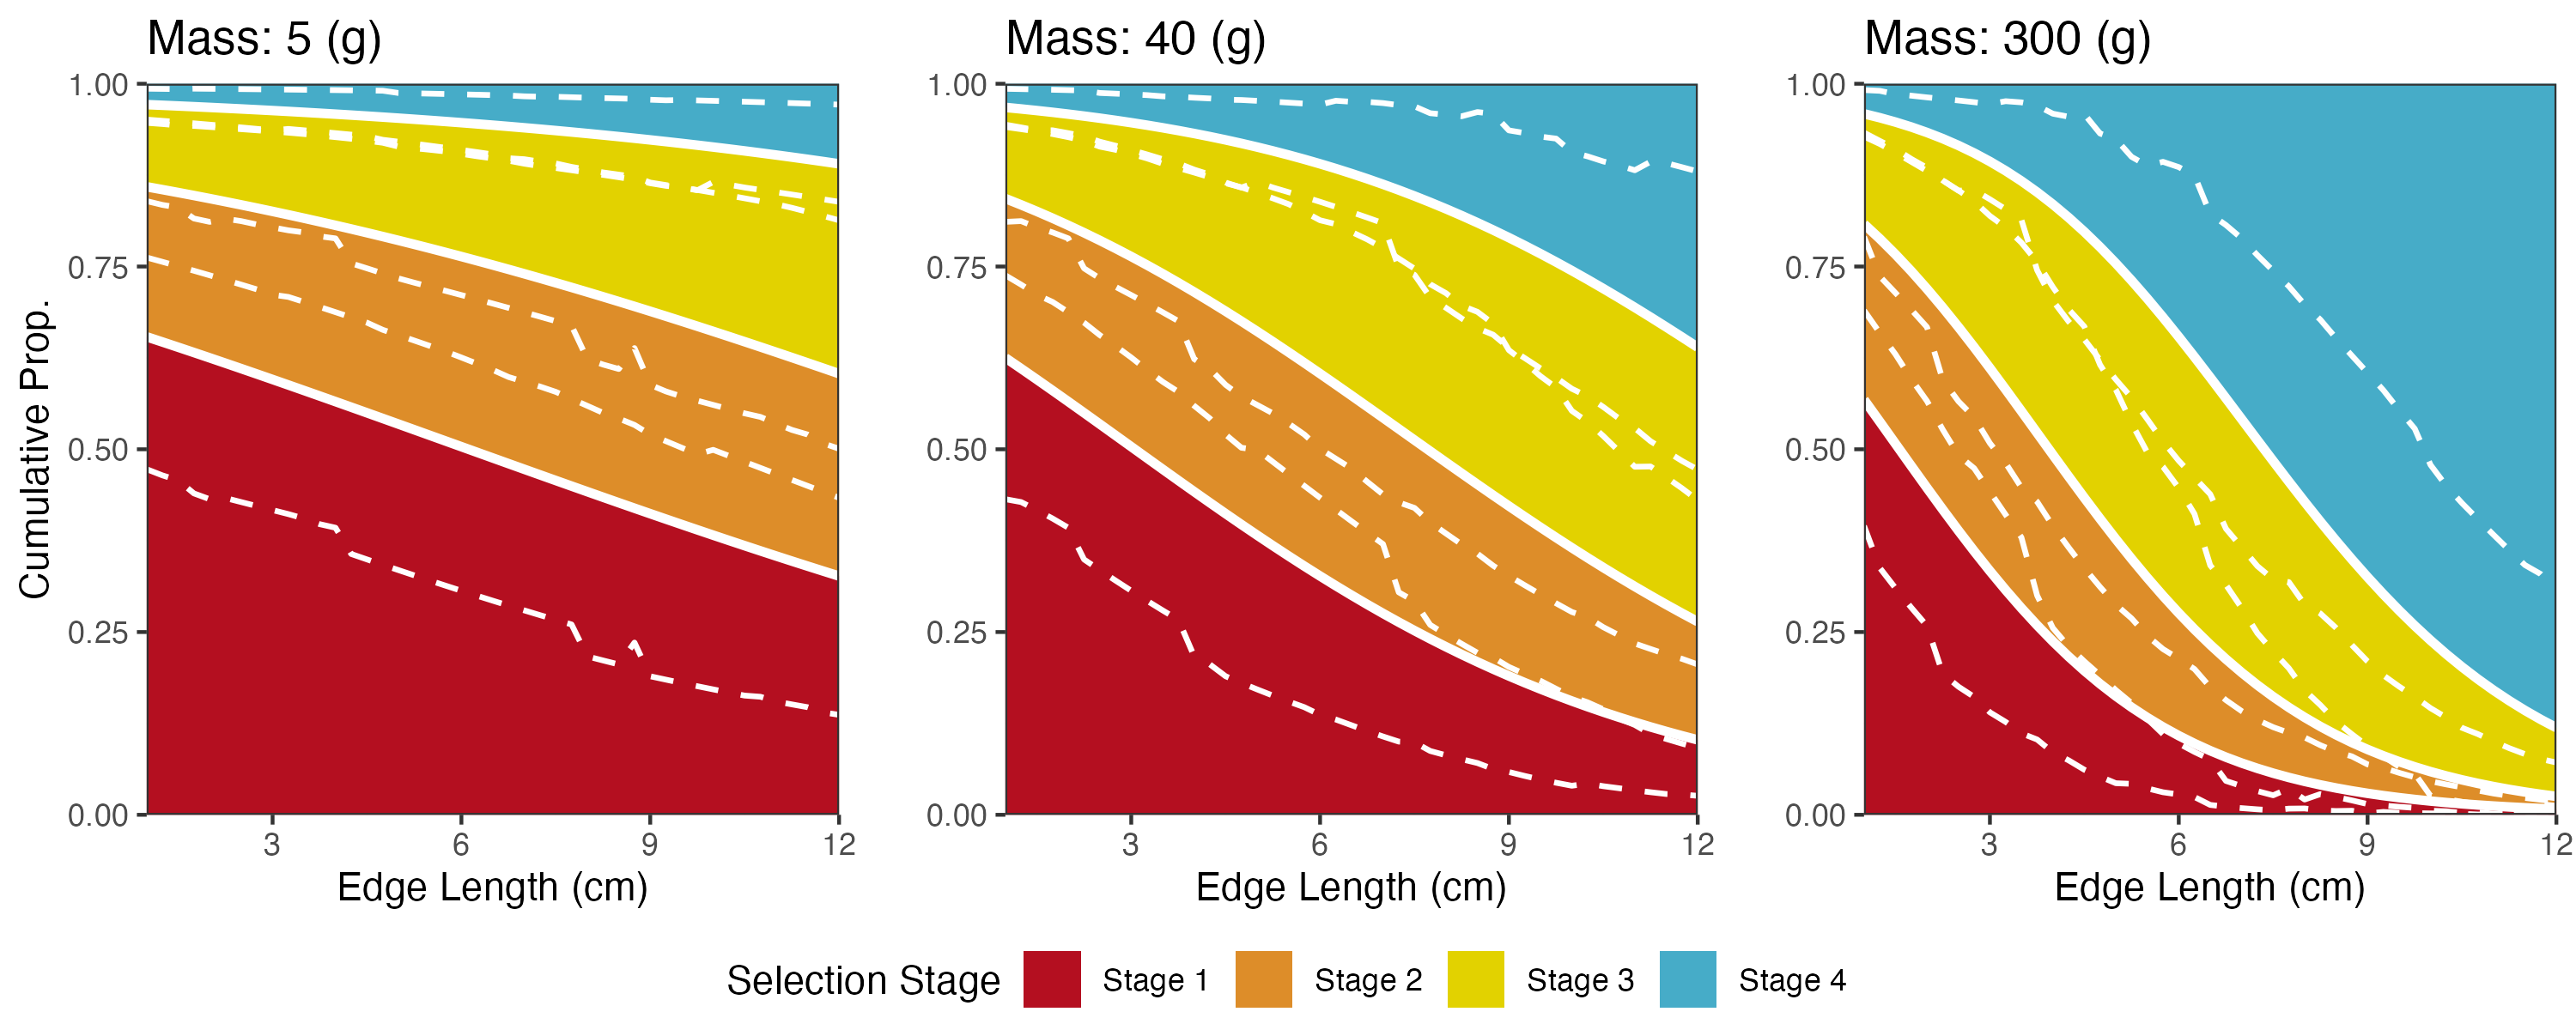 Mass: 5 (g)
Mass: 40 (g)
Mass: 300 (g)
Cumulative Prop.
1.00
0.75
0.50
0.25
0.00
3 6 9 12
Edge Length (cm)
1.00
0.75
0.50
0.25
0.00
3 6 9 12
Edge Length (cm)
1.00
0.75
0.50
0.25
0.00
3 6 9 12
Edge Length (cm)
Selection Stage Stage 1 Stage 2 Stage 3 Stage 4